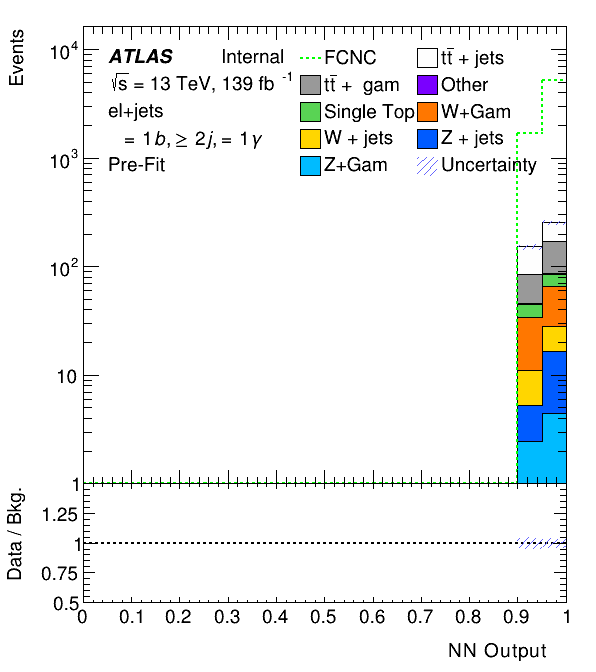 Events
10⁴
10³
10²
10
1
ATLAS Internal
√s = 13 TeV, 139 fb⁻¹
el+jets
= 1b, ≥ 2j, = 1γ
Pre-Fit
FCNC
tt̄ + jets
tt̄ + gam
Other
Single Top
W+Gam
W + jets
Z + jets
Z+Gam
Uncertainty
Data / Bkg.
1.25
1
0.75
0.5
0 0.1 0.2 0.3 0.4 0.5 0.6 0.7 0.8 0.9 1
NN Output